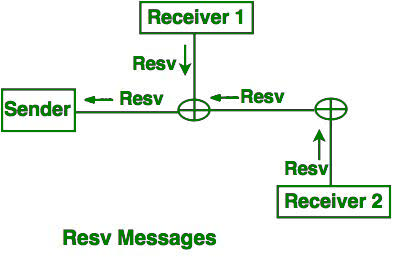 Receiver 1
Resv
Sender
Resv
Resv
Resv
Receiver 2
Resv Messages